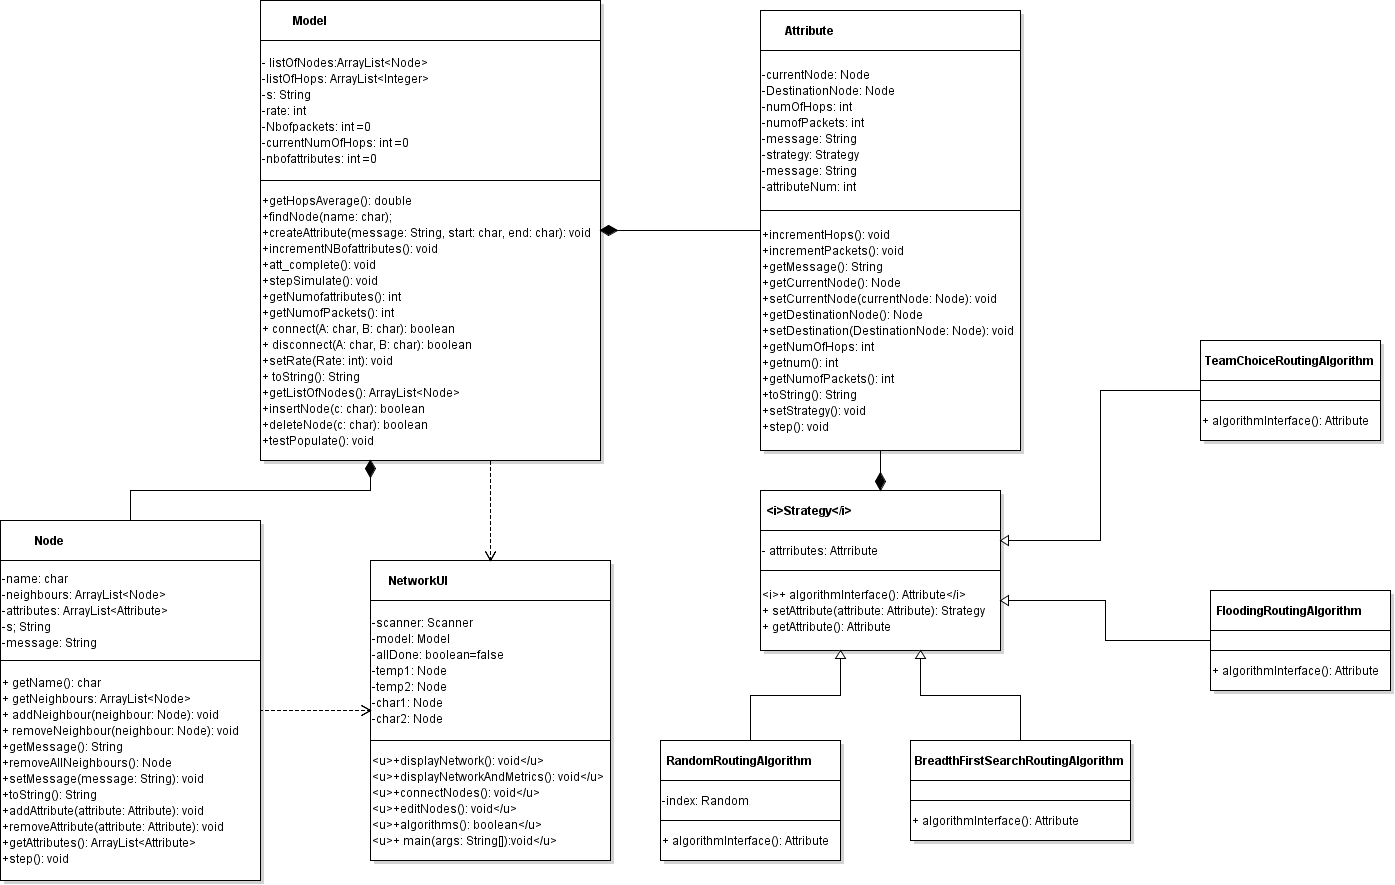 Model
- listOfNodes:ArrayList<Node>
-listOfHops: ArrayList<Integer>
-s: String
-rate: int
-Nbofpackets: int =0
-currentNumOfHops: int =0
-nbofattributes: int =0
+getHopsAverage(): double
+findNode(name: char);
+createAttribute(message: String, start: char, end: char): void
+incrementNBofattributes(): void
+att_complete(): void
+stepSimulate(): void
+getNumofattributes(): int
+getNumofPackets(): int
+ connect(A: char, B: char): boolean
+ disconnect(A: char, B: char): boolean
+setRate(Rate: int): void
+ toString(): String
+getListOfNodes(): ArrayList<Node>
+insertNode(c: char): boolean
+deleteNode(c: char): boolean
+testPopulate(): void
Attribute
-currentNode: Node
-DestinationNode: Node
-numOfHops: int
-numofPackets: int
-message: String
-strategy: Strategy
-message: String
-attributeNum: int
+incrementHops(): void
+incrementPackets(): void
+getMessage(): String
+getCurrentNode(): Node
+setCurrentNode(currentNode: Node): void
+getDestinationNode(): Node
+setDestination(DestinationNode: Node): void
+getNumOfHops: int
+getnum(): int
+getNumofPackets(): int
+toString(): String
+setStrategy(): void
+step(): void
TeamChoiceRoutingAlgorithm
+ algorithmInterface(): Attribute
<i>Strategy</i>
- attrributes: Attrribute
<i>+ algorithmInterface(): Attribute</i>
+ setAttribute(attribute: Attribute): Strategy
+ getAttribute(): Attribute
FloodingRoutingAlgorithm
+ algorithmInterface(): Attribute
Node
-name: char
-neighbours: ArrayList<Node>
-attributes: ArrayList<Attribute>
-s; String
-message: String
+ getName(): char
+ getNeighbours: ArrayList<Node>
+ addNeighbour(neighbour: Node): void
+ removeNeighbour(neighbour: Node): void
+getMessage(): String
+removeAllNeighbours(): Node
+setMessage(message: String): void
+toString(): String
+addAttribute(attribute: Attribute): void
+removeAttribute(attribute: Attribute): void
+getAttributes(): ArrayList<Attribute>
+step(): void
NetworkUI
-scanner: Scanner
-model: Model
-allDone: boolean=false
-temp1: Node
-temp2: Node
-char1: Node
-char2: Node
<u>+displayNetwork(): void</u>
<u>+displayNetworkAndMetrics(): void</u>
<u>+connectNodes(): void</u>
<u>+editNodes(): void</u>
<u>+algorithms(): boolean</u>
<u>+ main(args: String[]):void</u>
RandomRoutingAlgorithm
-index: Random
+ algorithmInterface(): Attribute
BreadthFirstSearchRoutingAlgorithm
+ algorithmInterface(): Attribute